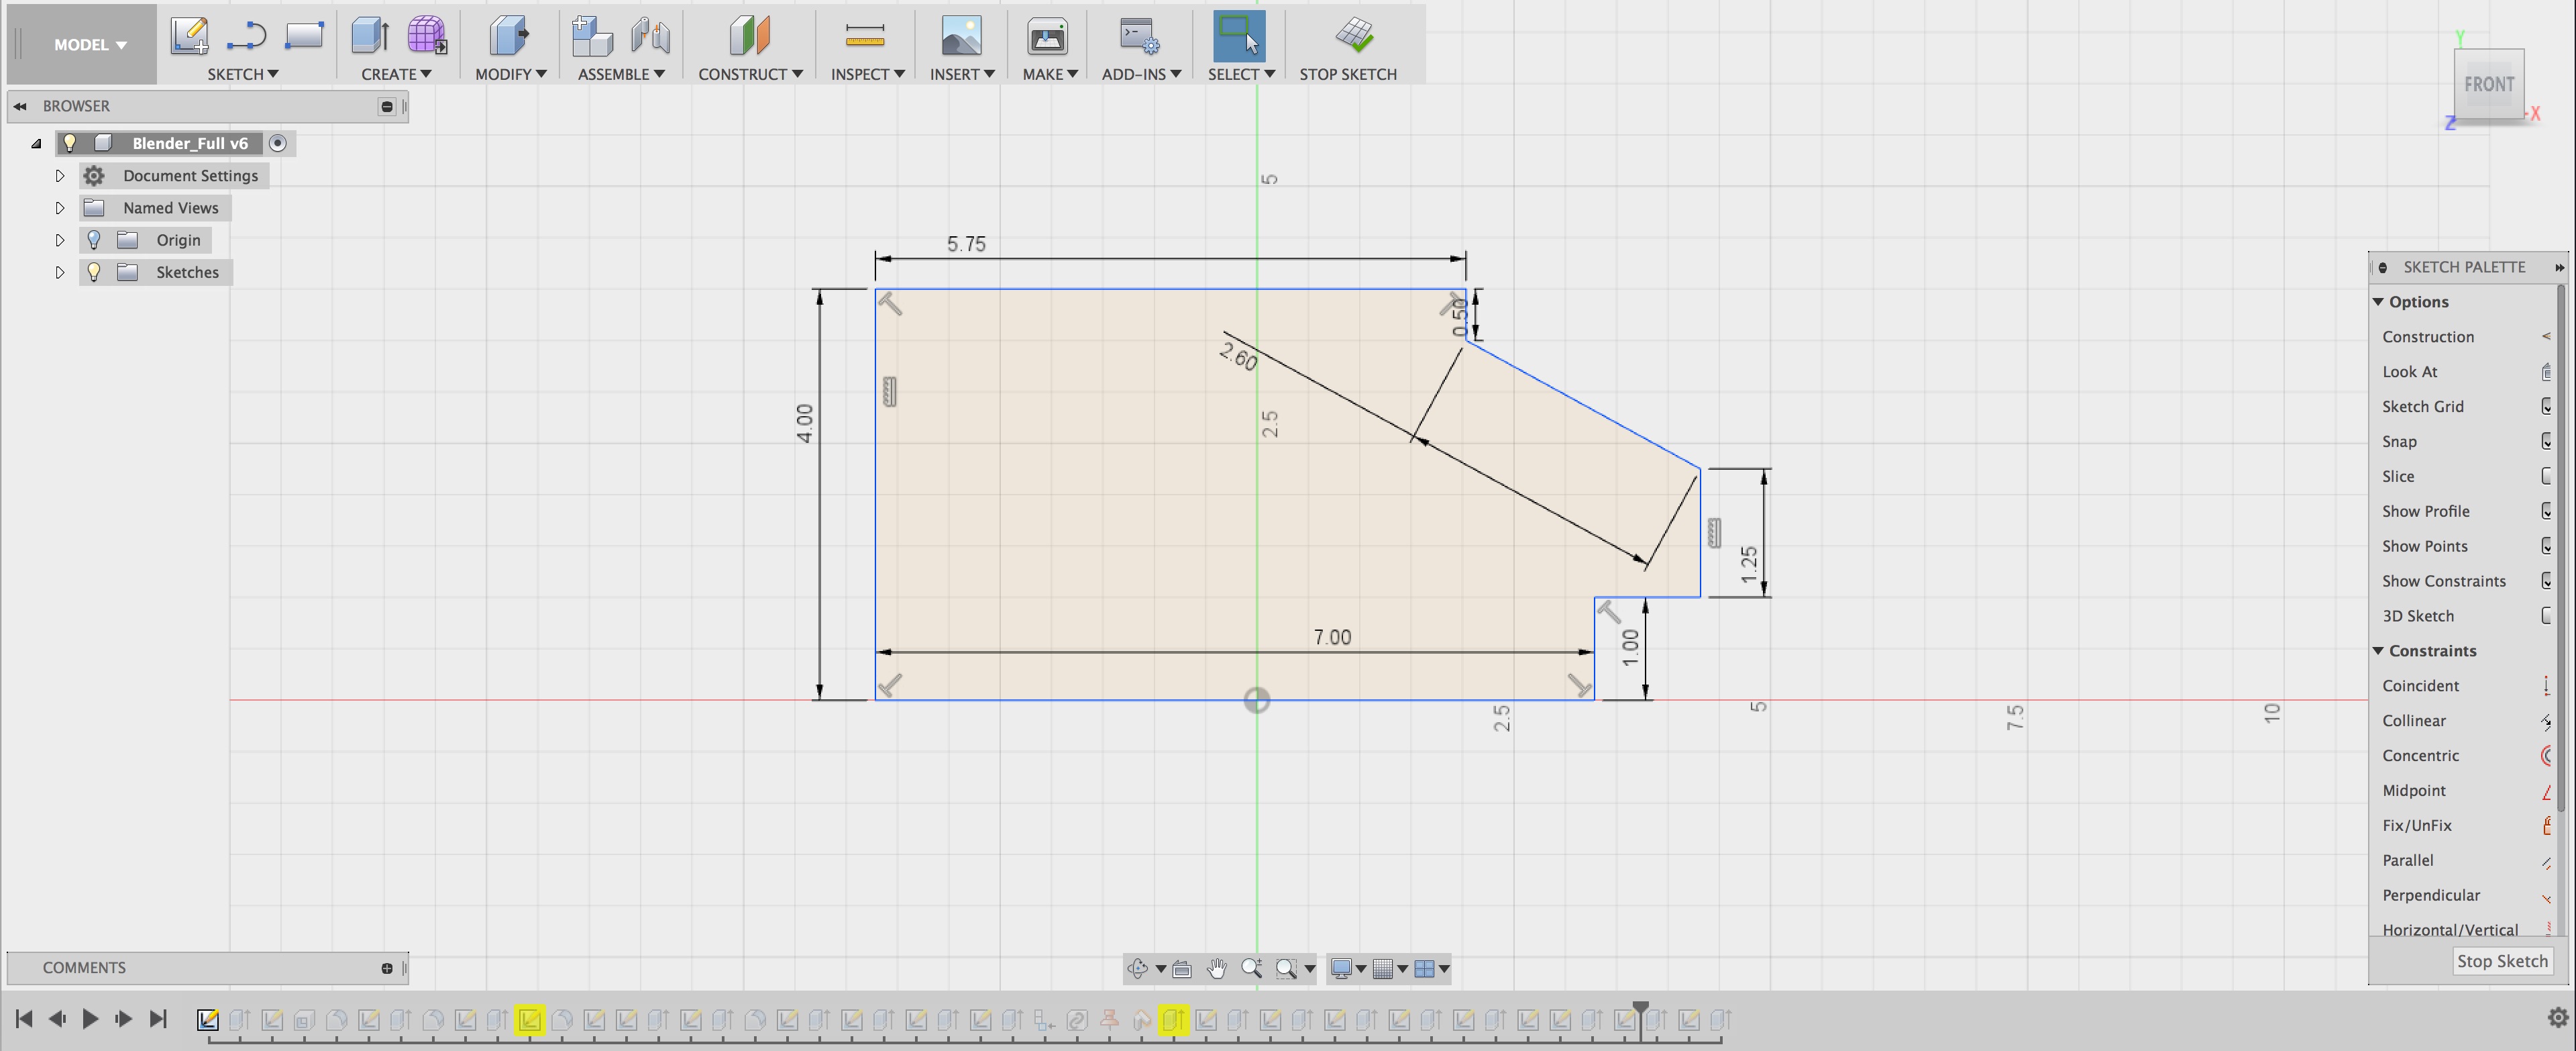 MODEL
SKETCH CREATE MODIFY ASSEMBLE CONSTRUCT INSPECT INSERT MAKE ADD-INS SELECT STOP SKETCH
Y
FRONT
X
Z
BROWSER
Blender_Full v6
Document Settings
Named Views
Origin
Sketches
5
5.75
0.50
2.60
2.5
4.00
1.25
7.00
1.00
2.5
5
7.5
10
SKETCH PALETTE
Options
Construction
Look At
Sketch Grid
Snap
Slice
Show Profile
Show Points
Show Constraints
3D Sketch
Constraints
Coincident
Collinear
Concentric
Midpoint
Fix/UnFix
Parallel
Perpendicular
Horizontal/Vertical
Stop Sketch
COMMENTS